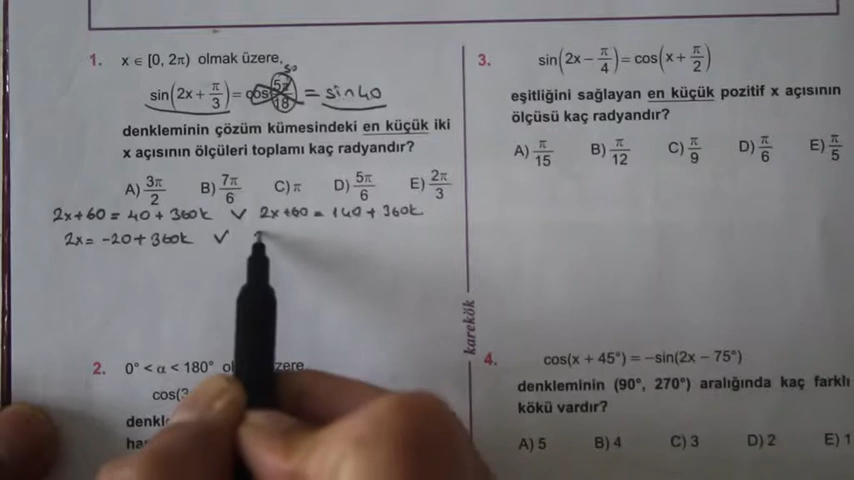 1. x ∈ [0, 2π) olmak üzere,
50
sin(2x + π/3) = cos(5π/18) = sin40
denkleminin çözüm kümesindeki en küçük iki
x açısının ölçüleri toplamı kaç radyandır?
A) 3π/2 B) 7π/6 C) π D) 5π/6 E) 2π/3
2x+60 = 40 + 360k ∨ 2x+60 = 140 + 360k
2x = -20 + 360k ∨
2. 0° < α < 180° ol
zere
cos(3
denkl
ha
karekök
3. sin(2x − π/4) = cos(x + π/2)
eşitliğini sağlayan en küçük pozitif x açısının
ölçüsü kaç radyandır?
A) π/15 B) π/12 C) π/9 D) π/6 E) π/5
4. cos(x + 45°) = −sin(2x − 75°)
denkleminin (90°, 270°) aralığında kaç farklı
kökü vardır?
A) 5 B) 4 C) 3 D) 2 E) 1